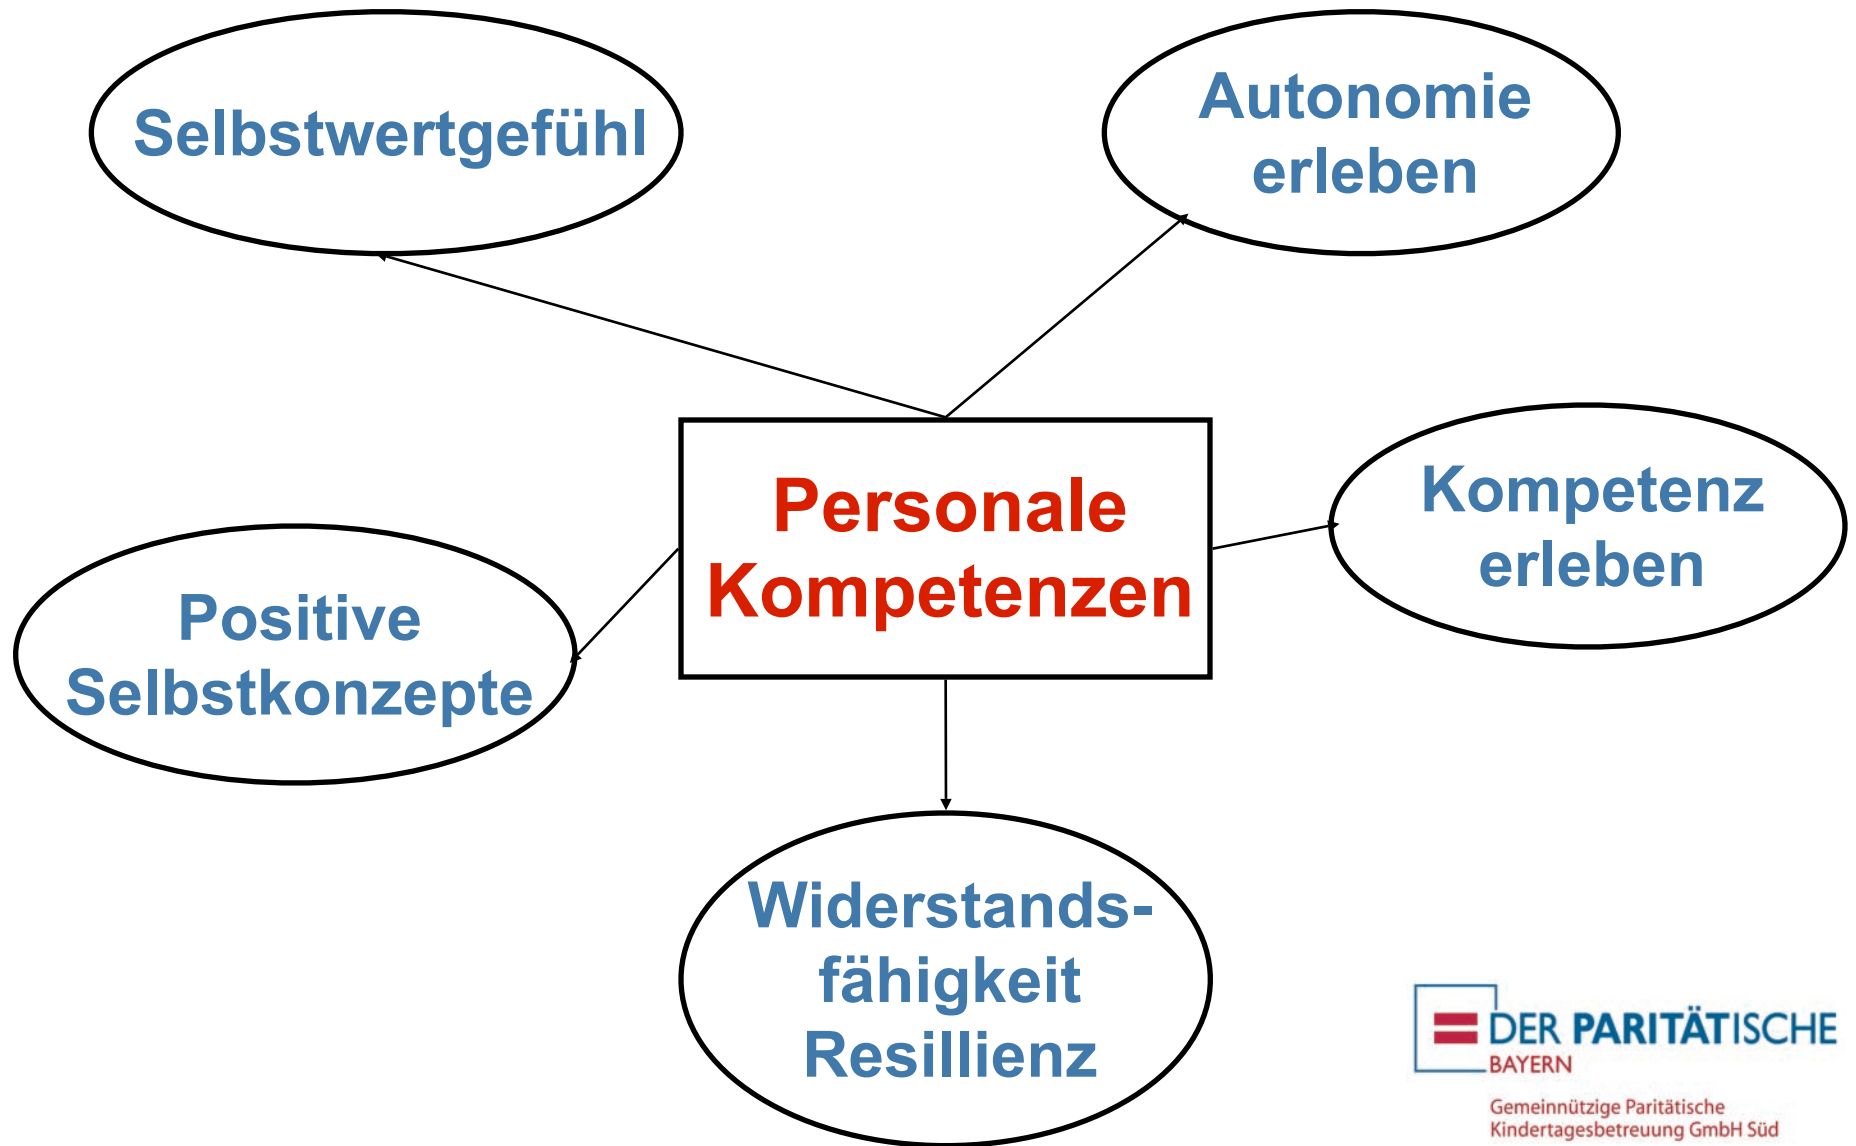 Selbstwertgefühl
Autonomie
erleben
Personale
Kompetenzen
Kompetenz
erleben
Positive
Selbstkonzepte
Widerstands-
fähigkeit
Resillienz
DER PARITÄTISCHE
BAYERN
Gemeinnützige Paritätische
Kindertagesbetreuung GmbH Süd